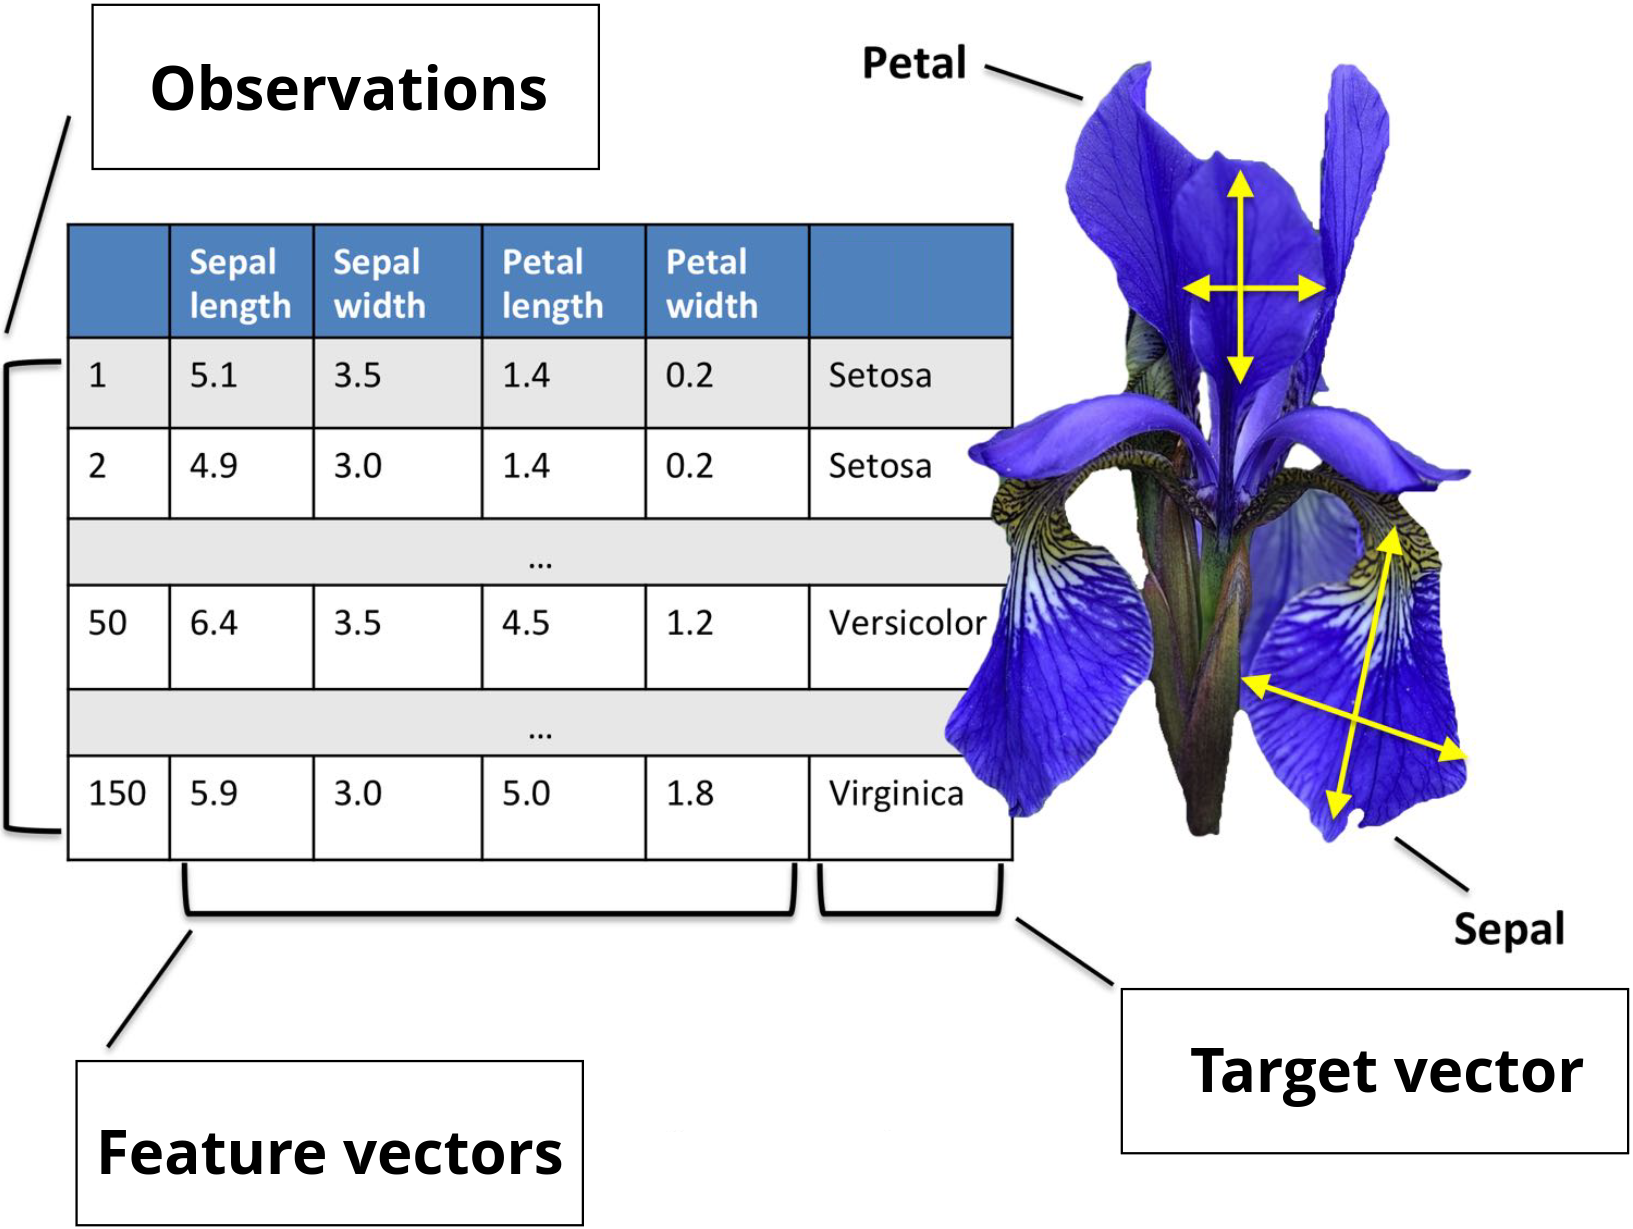 Observations
Petal
Sepal length Sepal width Petal length Petal width
1 5.1 3.5 1.4 0.2 Setosa
2 4.9 3.0 1.4 0.2 Setosa
...
50 6.4 3.5 4.5 1.2 Versicolor
...
150 5.9 3.0 5.0 1.8 Virginica
Sepal
Target vector
Feature vectors